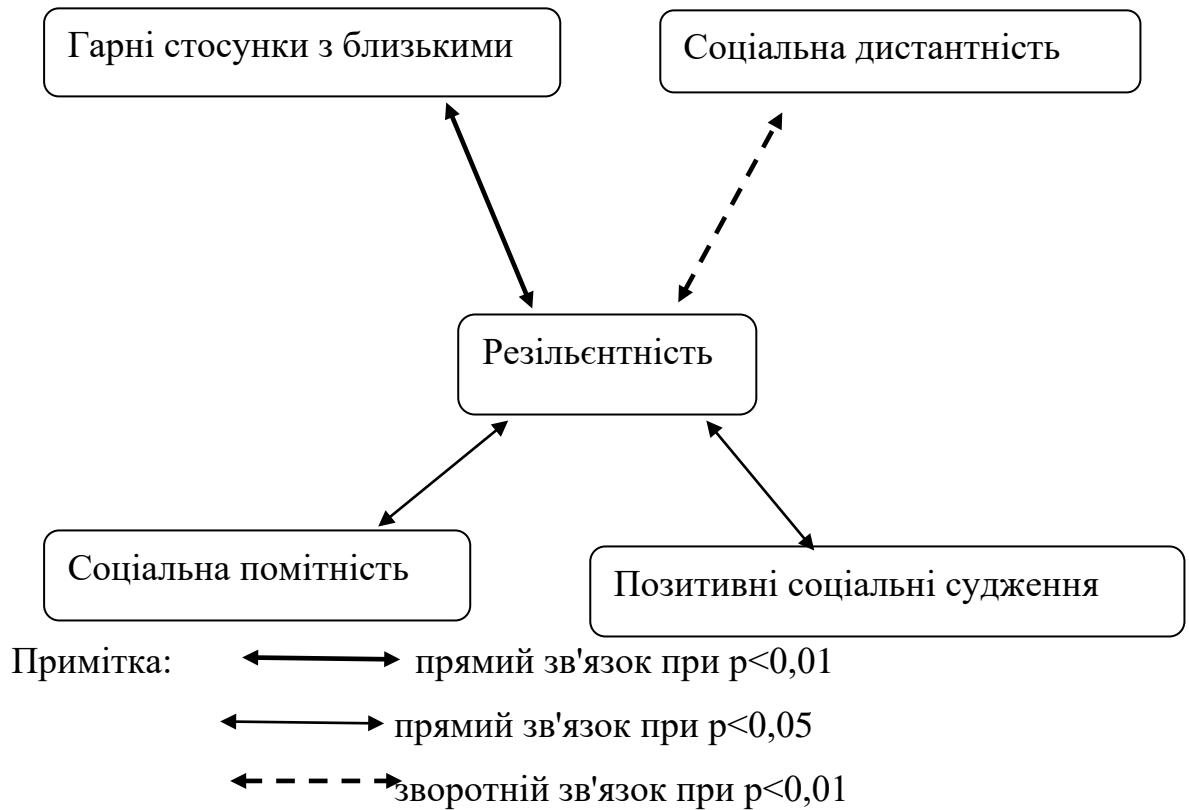 Гарні стосунки з близькими
Соціальна дистантність
Резільєнтність
Соціальна помітність
Позитивні соціальні судження
Примітка: прямий зв'язок при p<0,01
прямий зв'язок при p<0,05
зворотній зв'язок при p<0,01